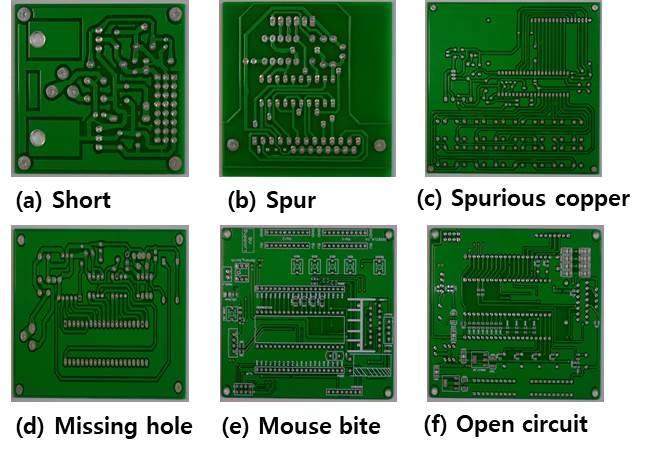 (a) Short
(b) Spur
(c) Spurious copper
(d) Missing hole
(e) Mouse bite
(f) Open circuit